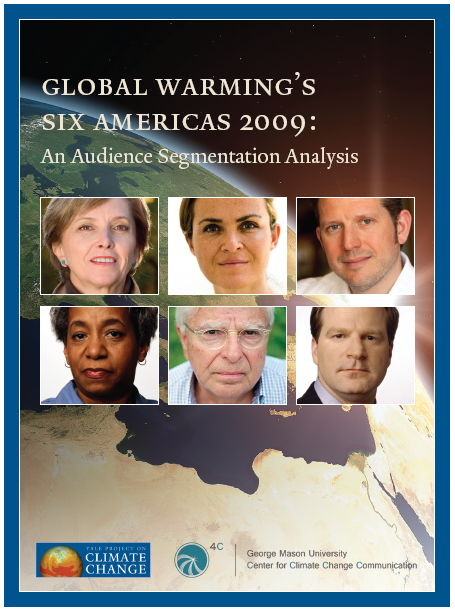 GLOBAL WARMING'S
SIX AMERICAS 2009:
An Audience Segmentation Analysis
YALE PROJECT ON
CLIMATE
CHANGE
4C
George Mason University
Center for Climate Change Communication